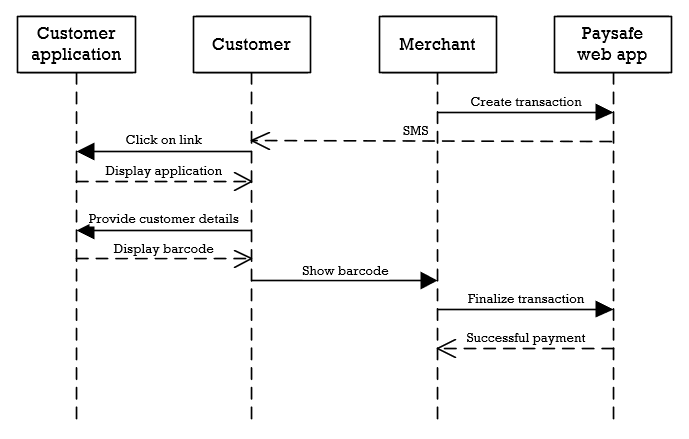 Customer
application
Customer
Merchant
Paysafe
web app
Create transaction
SMS
Click on link
Display application
Provide customer details
Display barcode
Show barcode
Finalize transaction
Successful payment